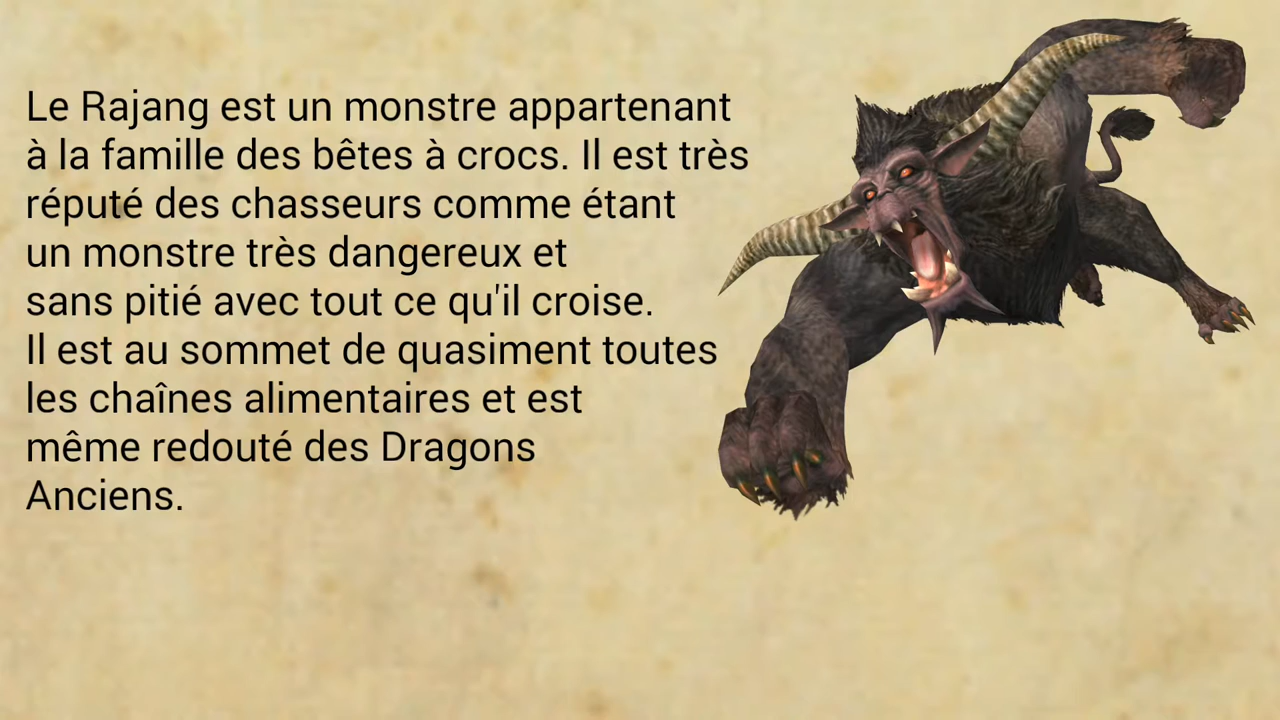 Le Rajang est un monstre appartenant
à la famille des bêtes à crocs. Il est très
réputé des chasseurs comme étant
un monstre très dangereux et
sans pitié avec tout ce qu'il croise.
Il est au sommet de quasiment toutes
les chaînes alimentaires et est
même redouté des Dragons
Anciens.